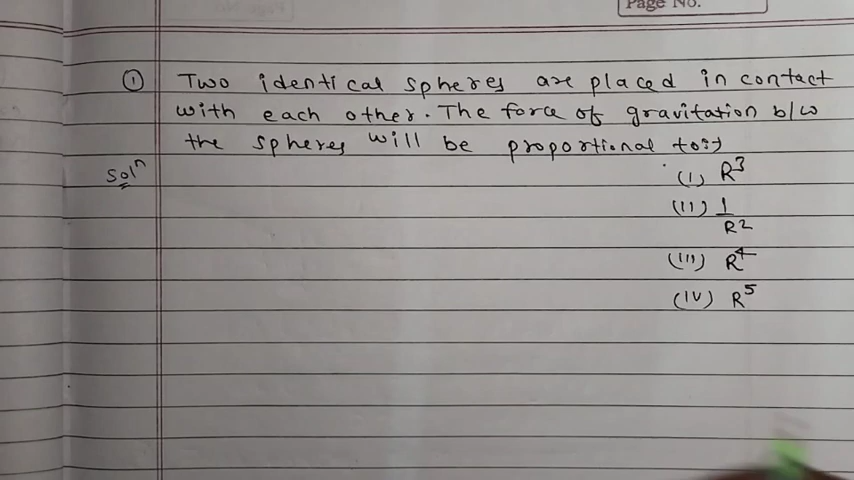 Page No.
① Two identical spheres are placed in contact
with each other. The force of gravitation b/w
the spheres will be proportional to:→
Solⁿ
(I) R³
(II) 1/R²
(III) R⁴
(IV) R⁵